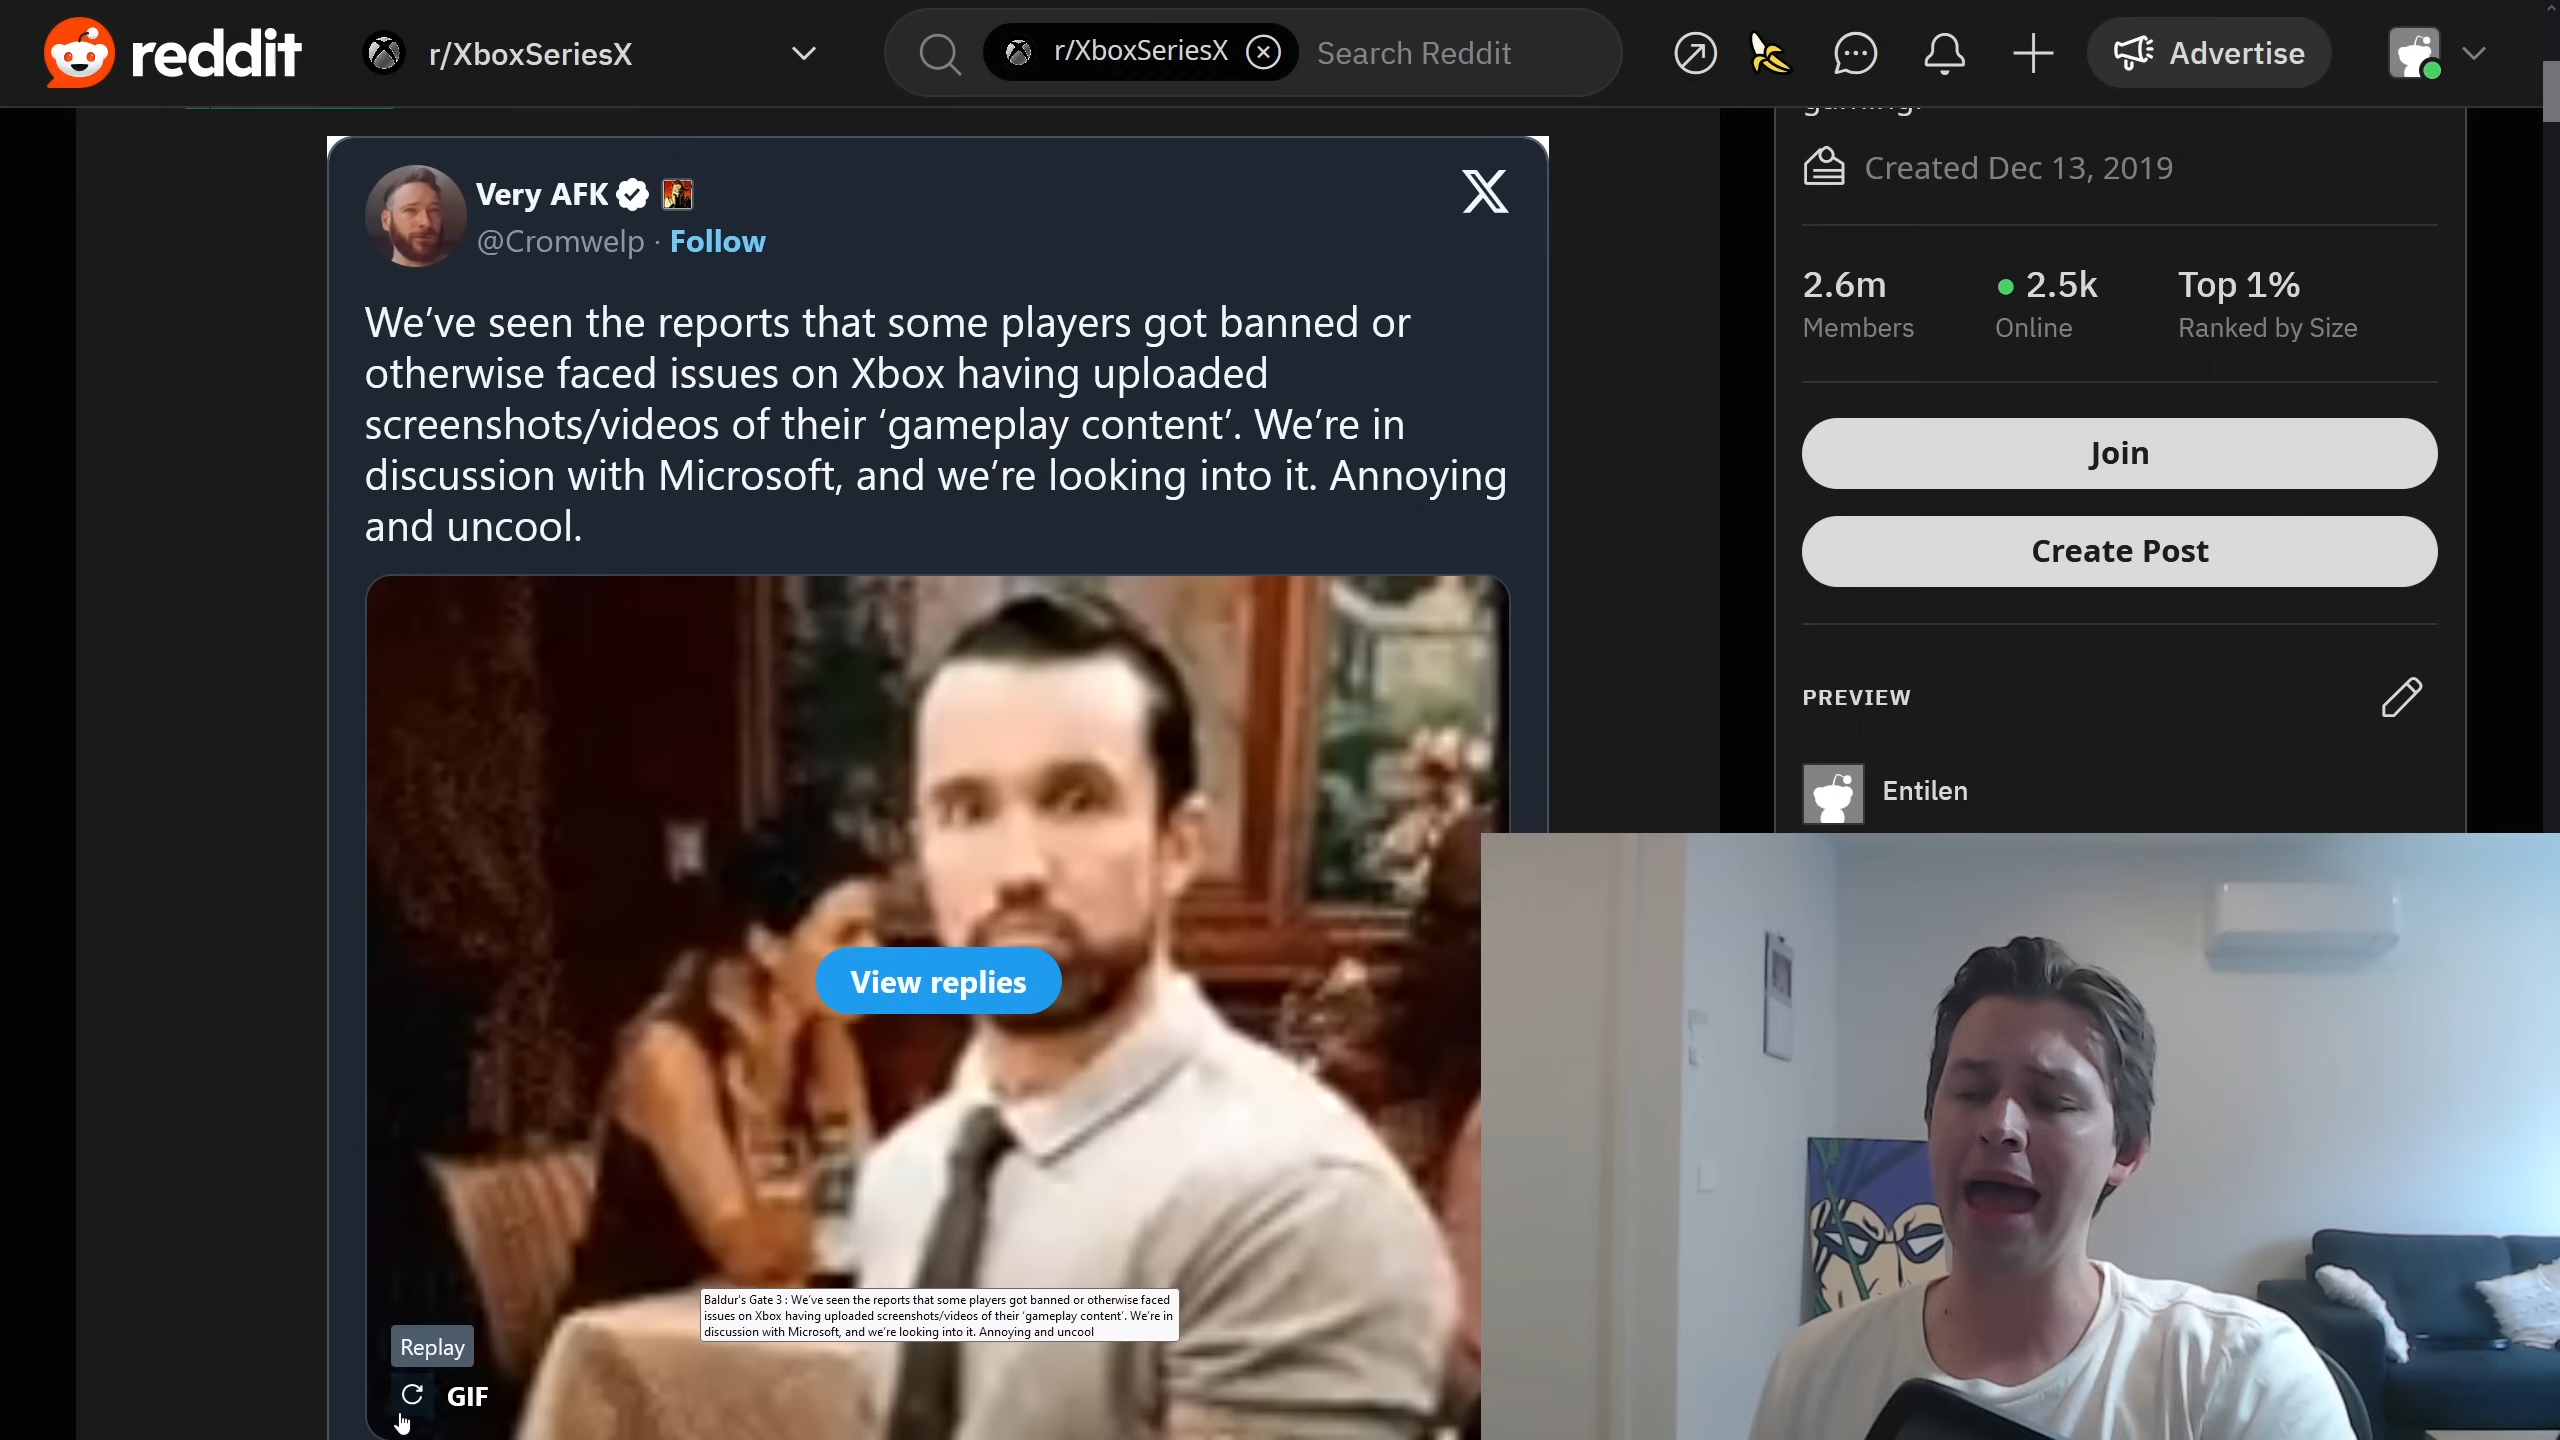 reddit
r/XboxSeriesX
r/XboxSeriesX
Search Reddit
Advertise
Very AFK
@Cromwelp · Follow
We’ve seen the reports that some players got banned or
otherwise faced issues on Xbox having uploaded
screenshots/videos of their ‘gameplay content’. We’re in
discussion with Microsoft, and we’re looking into it. Annoying
and uncool.
View replies
Baldur's Gate 3 : We’ve seen the reports that some players got banned or otherwise faced
issues on Xbox having uploaded screenshots/videos of their ‘gameplay content’. We’re in
discussion with Microsoft, and we’re looking into it. Annoying and uncool
Replay
GIF
Created Dec 13, 2019
2.6m
Members
2.5k
Online
Top 1%
Ranked by Size
Join
Create Post
PREVIEW
Entilen